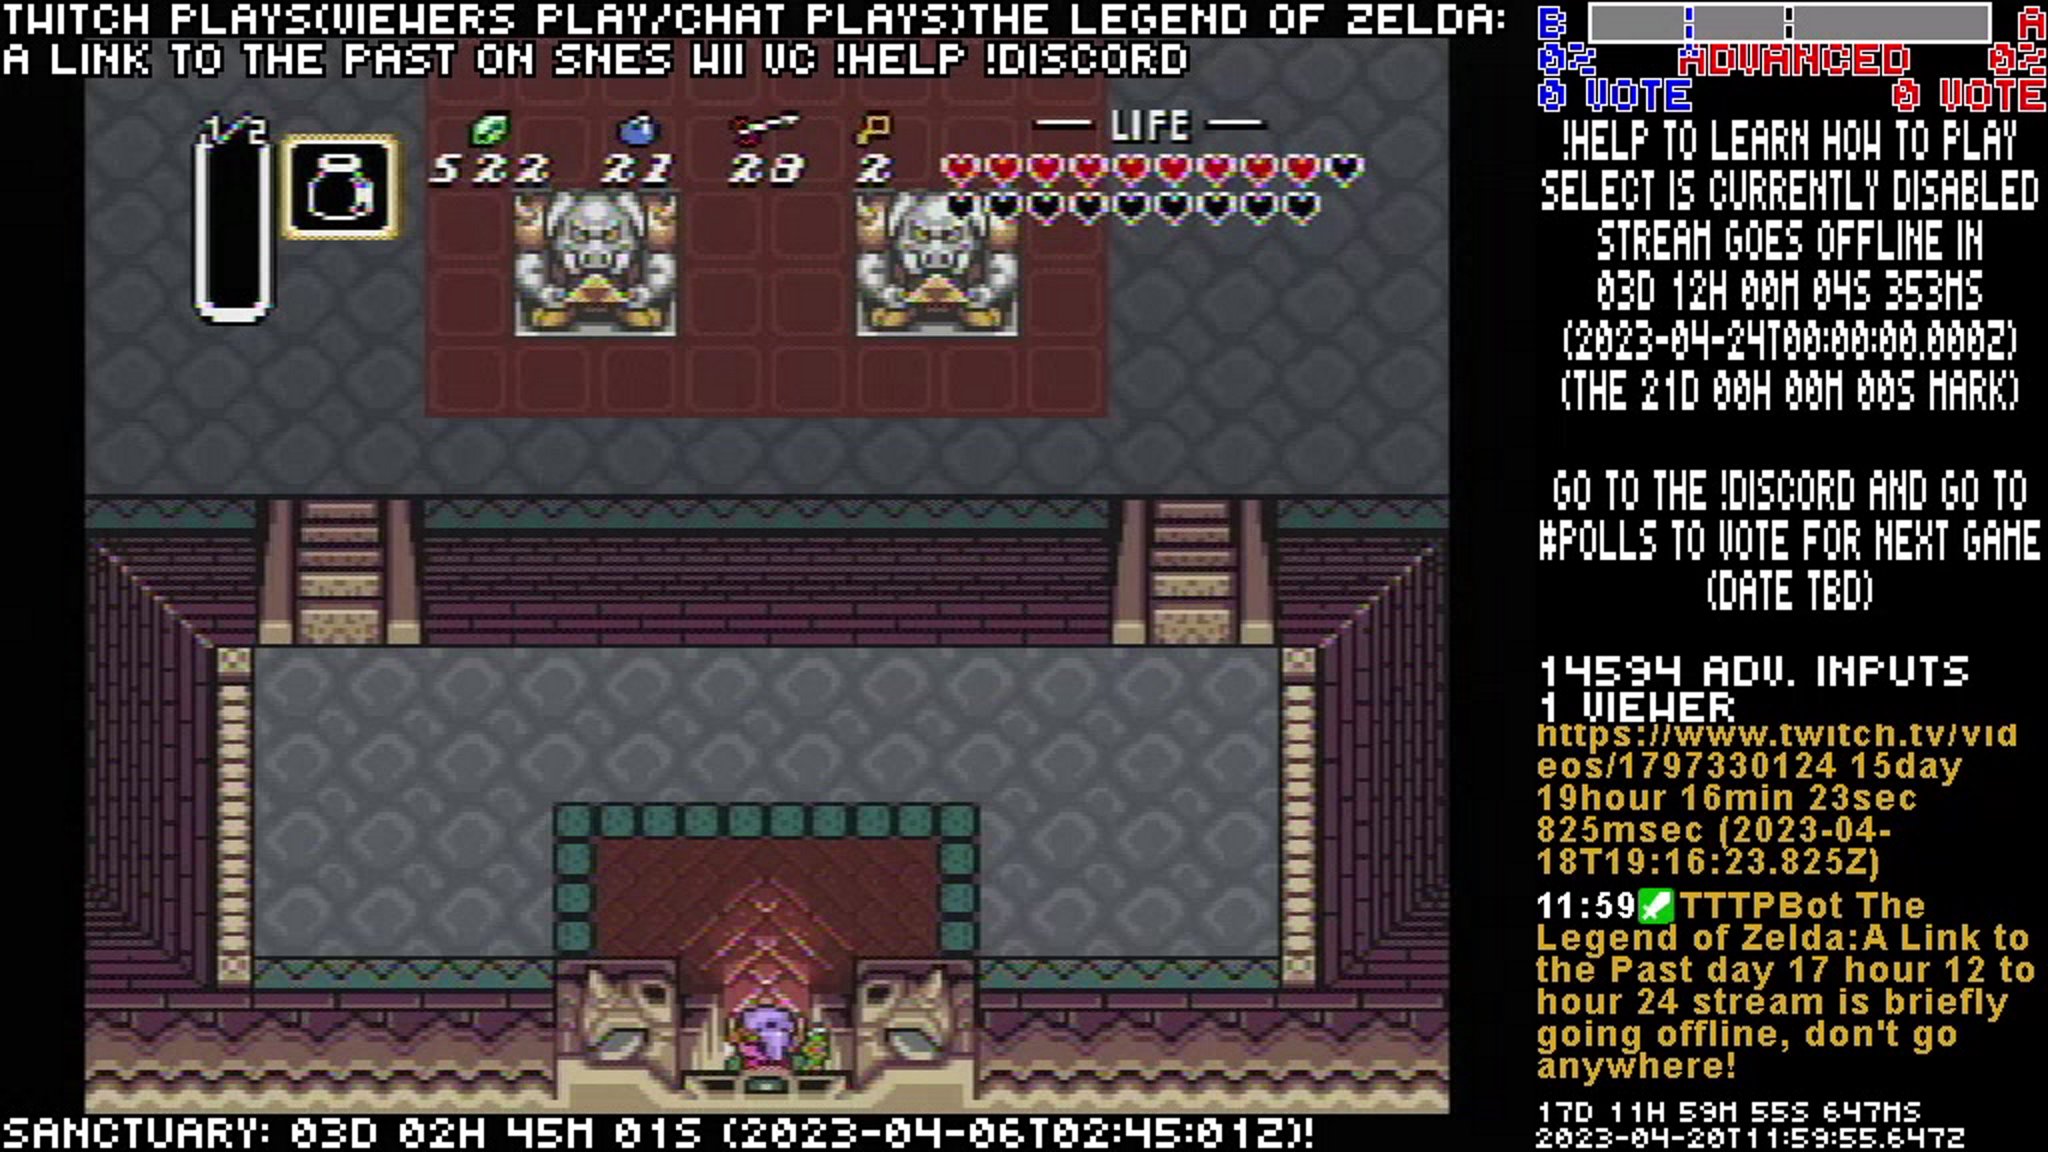 TWITCH PLAYS(VIEWERS PLAY/CHAT PLAYS)THE LEGEND OF ZELDA:
A LINK TO THE PAST ON SNES WII VC !HELP !DISCORD
1/2
522 21 28 2
LIFE
B A
0% ADVANCED 0%
0 VOTE 0 VOTE
!HELP TO LEARN HOW TO PLAY
SELECT IS CURRENTLY DISABLED
STREAM GOES OFFLINE IN
03D 12H 00M 04S 353MS
(2023-04-24T00:00:00.000Z)
(THE 21D 00H 00M 00S MARK)
GO TO THE !DISCORD AND GO TO
#POLLS TO VOTE FOR NEXT GAME
(DATE TBD)
14594 ADV. INPUTS
1 VIEWER
https://www.twitch.tv/vid
eos/1797330124 15day
19hour 16min 23sec
825msec (2023-04-
18T19:16:23.825Z)
11:59 TTTPBot The
Legend of Zelda:A Link to
the Past day 17 hour 12 to
hour 24 stream is briefly
going offline, don't go
anywhere!
17D 11H 59M 55S 647MS
2023-04-20T11:59:55.647Z
SANCTUARY: 03D 02H 45M 01S (2023-04-06T02:45:01Z)!